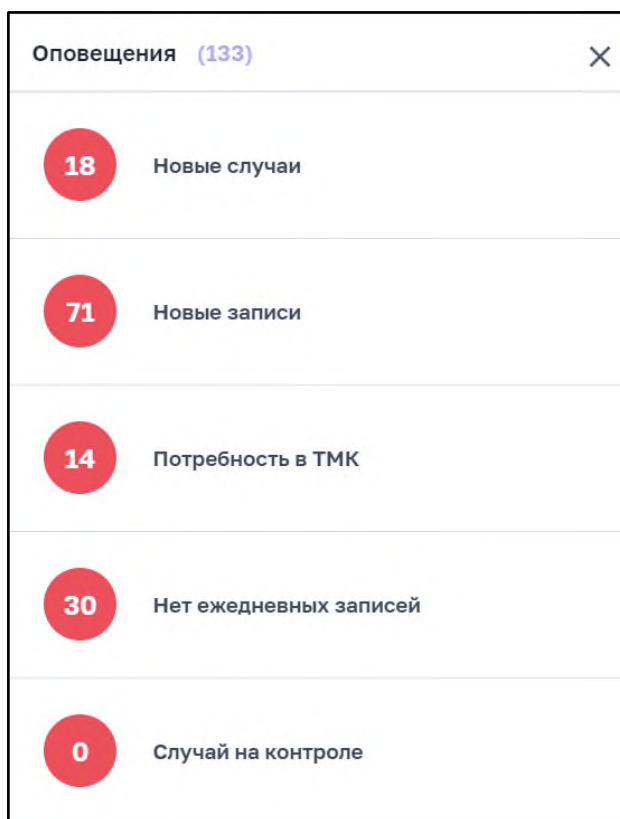 Оповещения (133)
18 Новые случаи
71 Новые записи
14 Потребность в ТМК
30 Нет ежедневных записей
0 Случай на контроле